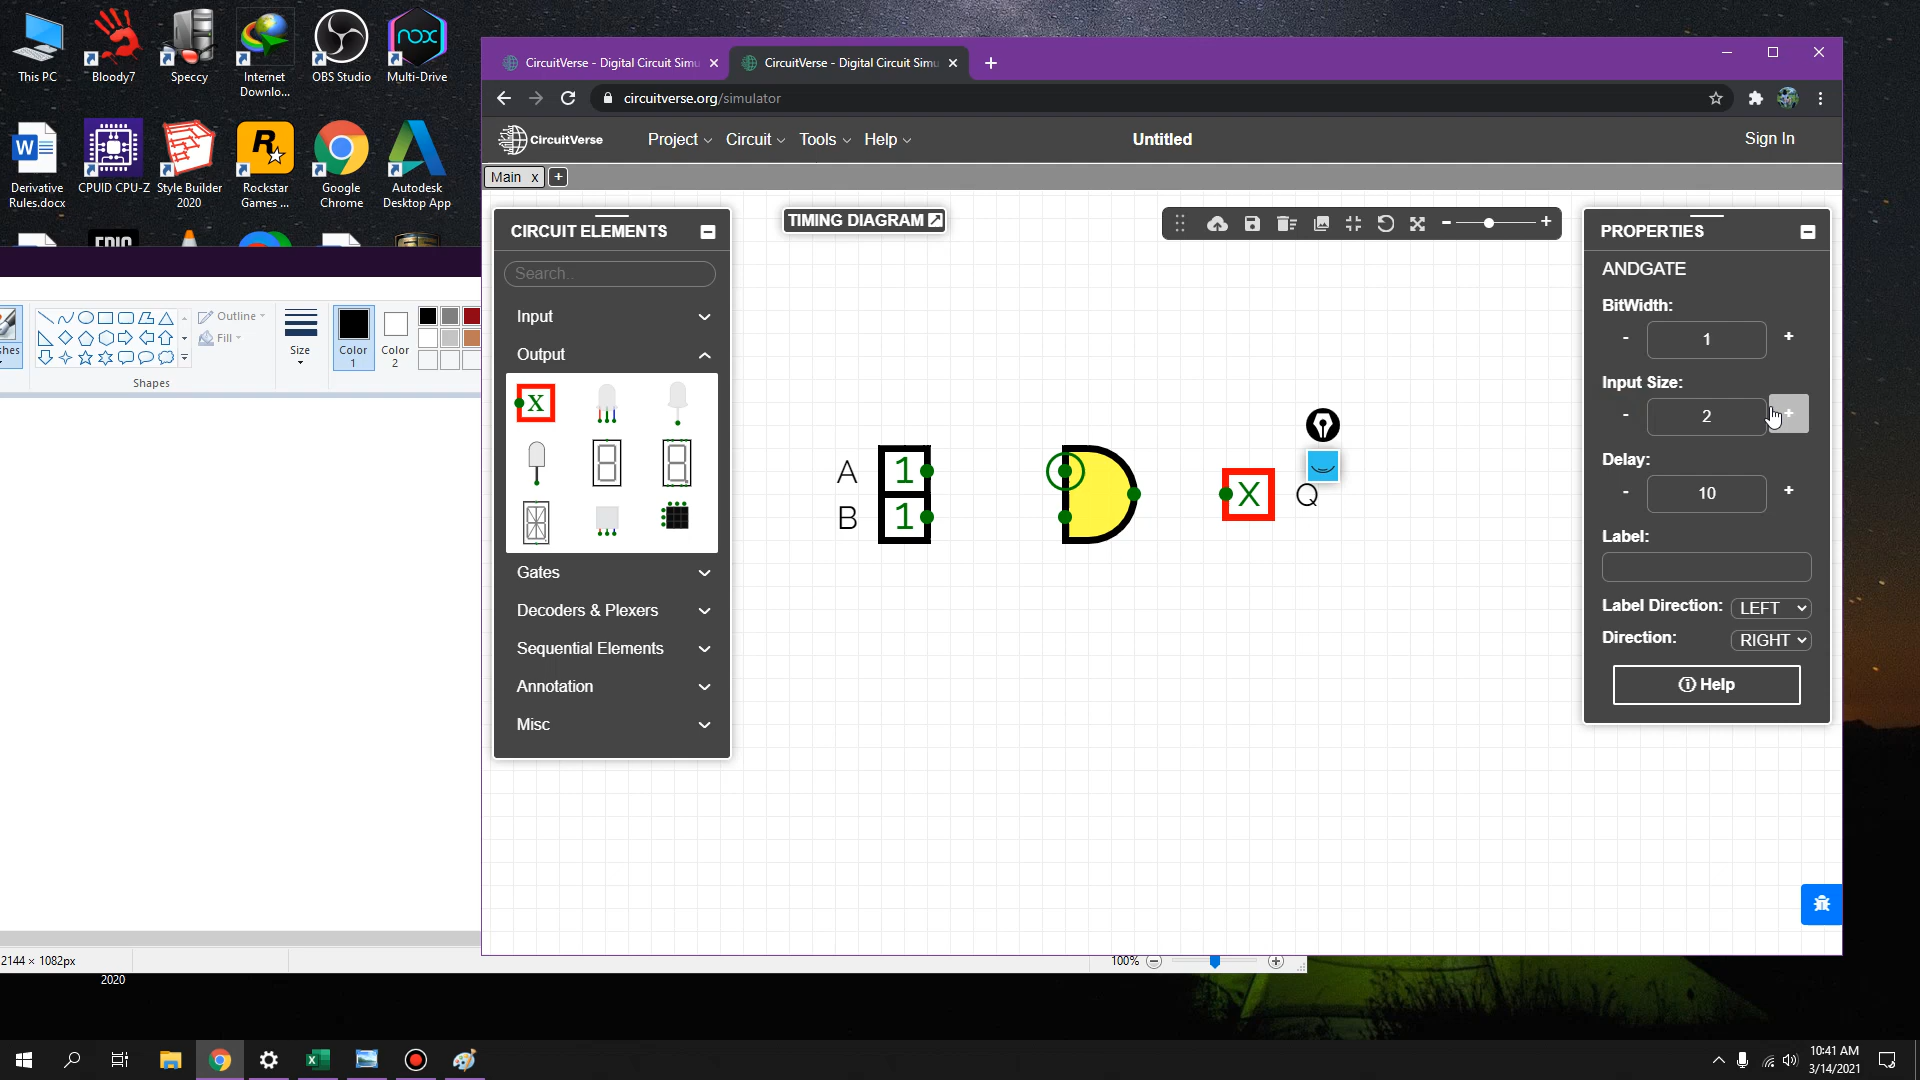 This PC
Bloody7
Speccy
Internet Downlo...
OBS Studio
nox
Multi-Drive
W
Derivative Rules.docx
CPUID CPU-Z
Style Builder 2020
R
Rockstar Games ...
Google Chrome
Autodesk Desktop App
CircuitVerse - Digital Circuit Simu
CircuitVerse - Digital Circuit Simu
circuitverse.org/simulator
CircuitVerse
Project
Circuit
Tools
Help
Untitled
Sign In
Main x +
CIRCUIT ELEMENTS
Search..
Input
Output
X
Gates
Decoders & Plexers
Sequential Elements
Annotation
Misc
TIMING DIAGRAM
A
1
B
1
X
Q
PROPERTIES
ANDGATE
BitWidth:
- 1 +
Input Size:
- 2 +
Delay:
- 10 +
Label:
Label Direction: LEFT
Direction: RIGHT
Help
hes
Outline
Fill
Shapes
Size
Color 1
Color 2
2144 × 1082px
100%
2020
10:41 AM
3/14/2021